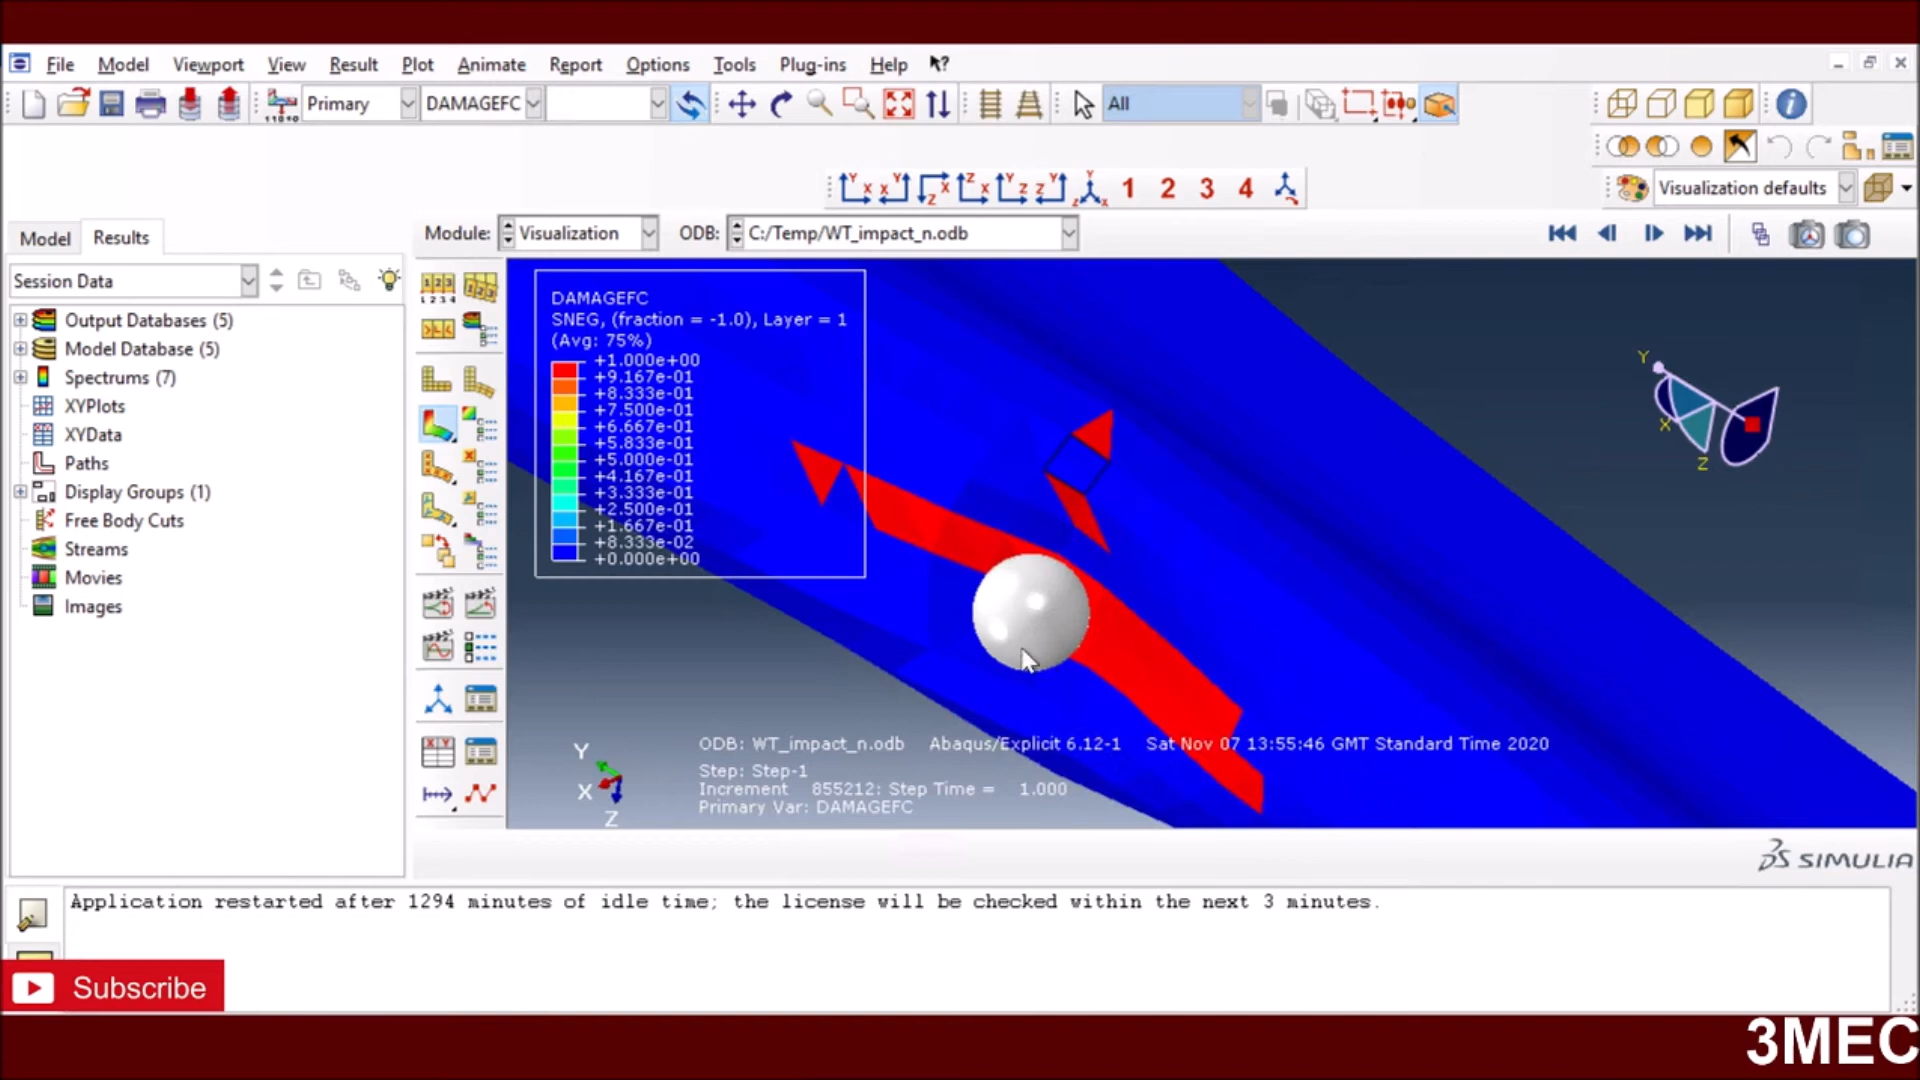 File Model Viewport View Result Plot Animate Report Options Tools Plug-ins Help
Primary DAMAGEFC All
1 2 3 4 Visualization defaults
Model Results Module: Visualization ODB: C:/Temp/WT_impact_n.odb
Session Data
Output Databases (5)
Model Database (5)
Spectrums (7)
XYPlots
XYData
Paths
Display Groups (1)
Free Body Cuts
Streams
Movies
Images
DAMAGEFC
SNEG, (fraction = -1.0), Layer = 1
(Avg: 75%)
+1.000e+00
+9.167e-01
+8.333e-01
+7.500e-01
+6.667e-01
+5.833e-01
+5.000e-01
+4.167e-01
+3.333e-01
+2.500e-01
+1.667e-01
+8.333e-02
+0.000e+00
Y
X
Z
Y
X
Z
ODB: WT_impact_n.odb Abaqus/Explicit 6.12-1 Sat Nov 07 13:55:46 GMT Standard Time 2020
Step: Step-1
Increment 855212: Step Time = 1.000
Primary Var: DAMAGEFC
SIMULIA
Application restarted after 1294 minutes of idle time; the license will be checked within the next 3 minutes.
Subscribe
3MEC